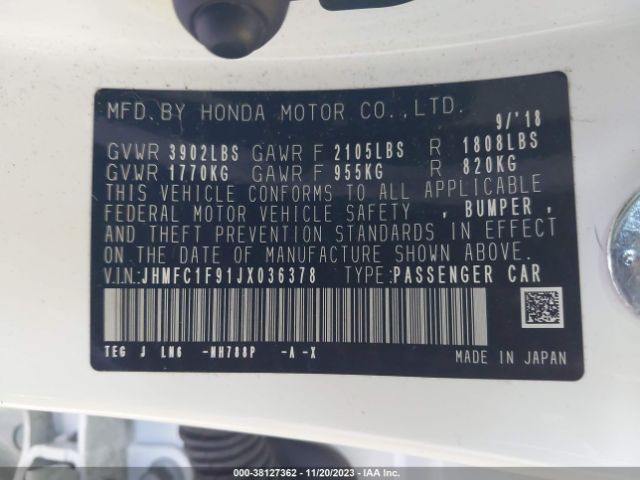 MFD.BY HONDA MOTOR CO.,LTD.
9/'18
GVWR 3902LBS GAWR F 2105LBS R 1808LBS
GVWR 1770KG GAWR F 955KG R 820KG
THIS VEHICLE CONFORMS TO ALL APPLICABLE
FEDERAL MOTOR VEHICLE SAFETY , BUMPER ,
AND THEFT PREVENTION STANDARDS IN EFFECT
ON THE DATE OF MANUFACTURE SHOWN ABOVE.
V.I.N.:JHMFC1F91JX036378 TYPE:PASSENGER CAR
TEG J LN6 -NH788P -A -X
MADE IN JAPAN
000-38127362 - 11/20/2023 - IAA Inc.